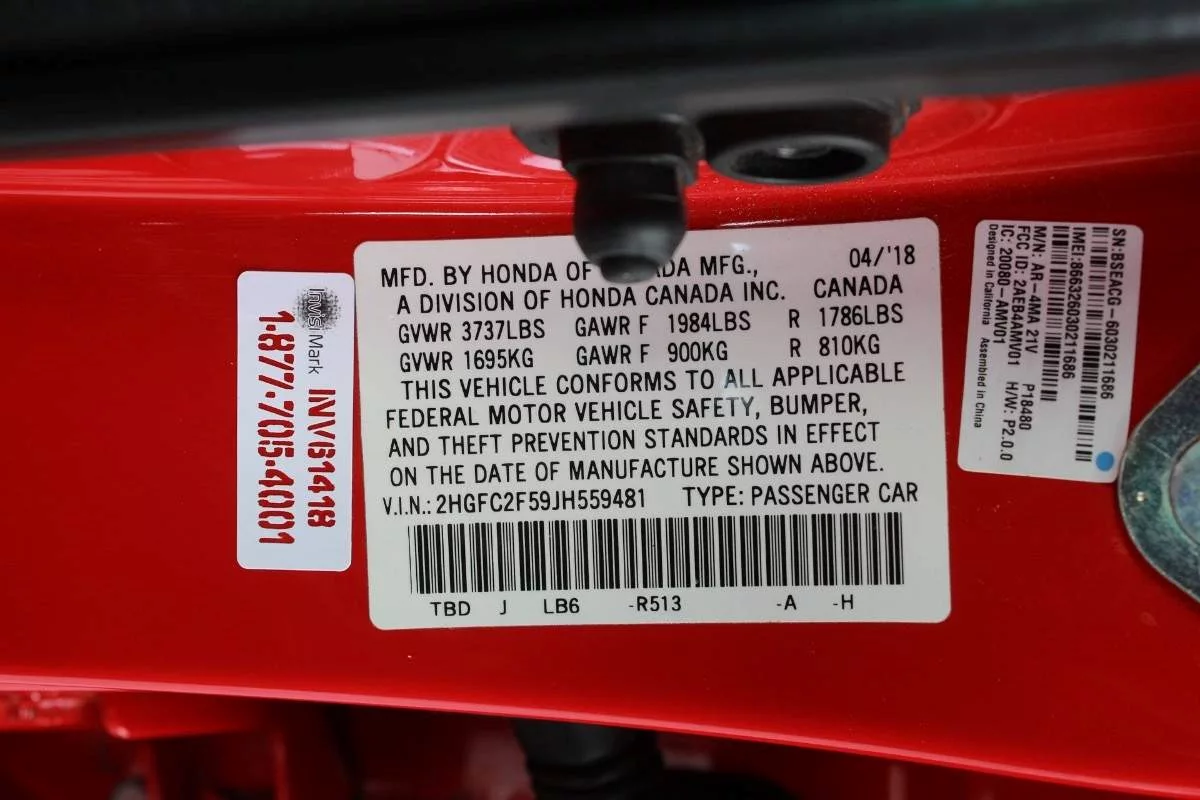 MFD. BY HONDA OF DA MFG., 04/'18
A DIVISION OF HONDA CANADA INC. CANADA
GVWR 3737LBS GAWR F 1984LBS R 1786LBS
GVWR 1695KG GAWR F 900KG R 810KG
THIS VEHICLE CONFORMS TO ALL APPLICABLE
FEDERAL MOTOR VEHICLE SAFETY, BUMPER,
AND THEFT PREVENTION STANDARDS IN EFFECT
ON THE DATE OF MANUFACTURE SHOWN ABOVE.
V.I.N.: 2HGFC2F59JH559481 TYPE: PASSENGER CAR
TBD J LB6 -R513 -A -H
InvisiMark INV61418
1-877-705-4001
SN:BSEACG-6030211686
IMEI:866326030211686
M/N: AR-4MA 21V P18480
FCC ID: 2AEB4AMV01 H/W: P2.0.0
IC: 20080-AMV01
Designed in California Assembled in China